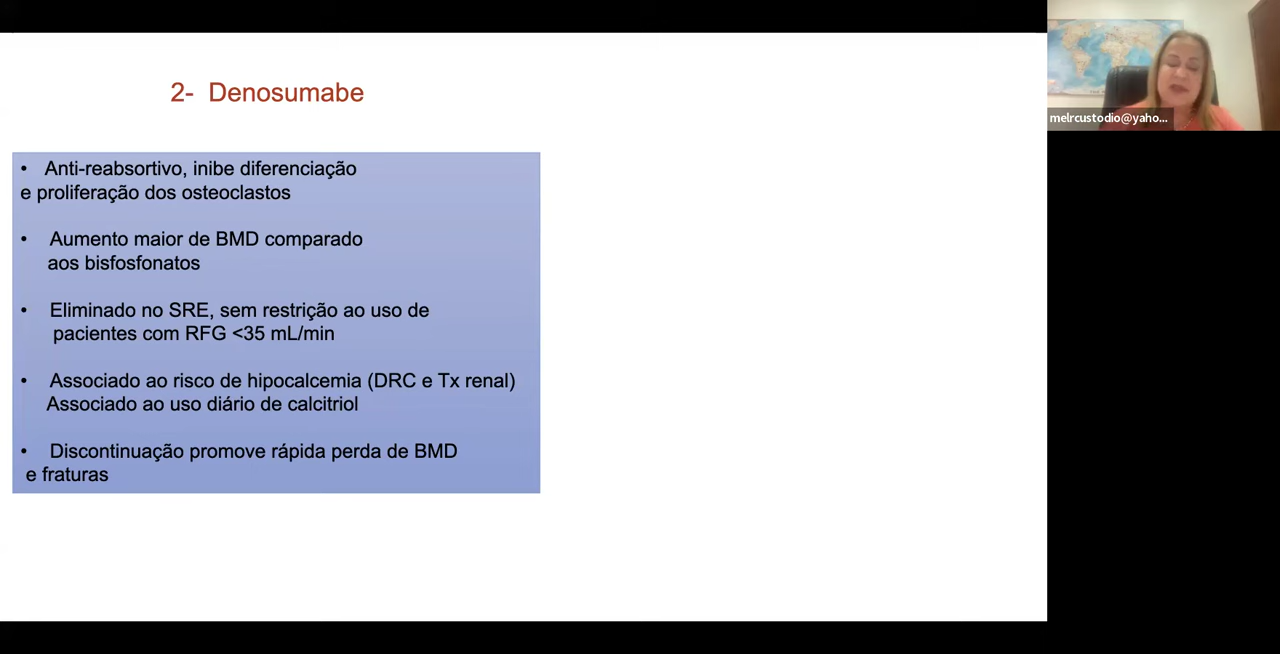 2- Denosumabe
• Anti-reabsortivo, inibe diferenciação
e proliferação dos osteoclastos
• Aumento maior de BMD comparado
aos bisfosfonatos
• Eliminado no SRE, sem restrição ao uso de
pacientes com RFG <35 mL/min
• Associado ao risco de hipocalcemia (DRC e Tx renal)
Associado ao uso diário de calcitriol
• Discontinuação promove rápida perda de BMD
e fraturas
melrcustodio@yaho...